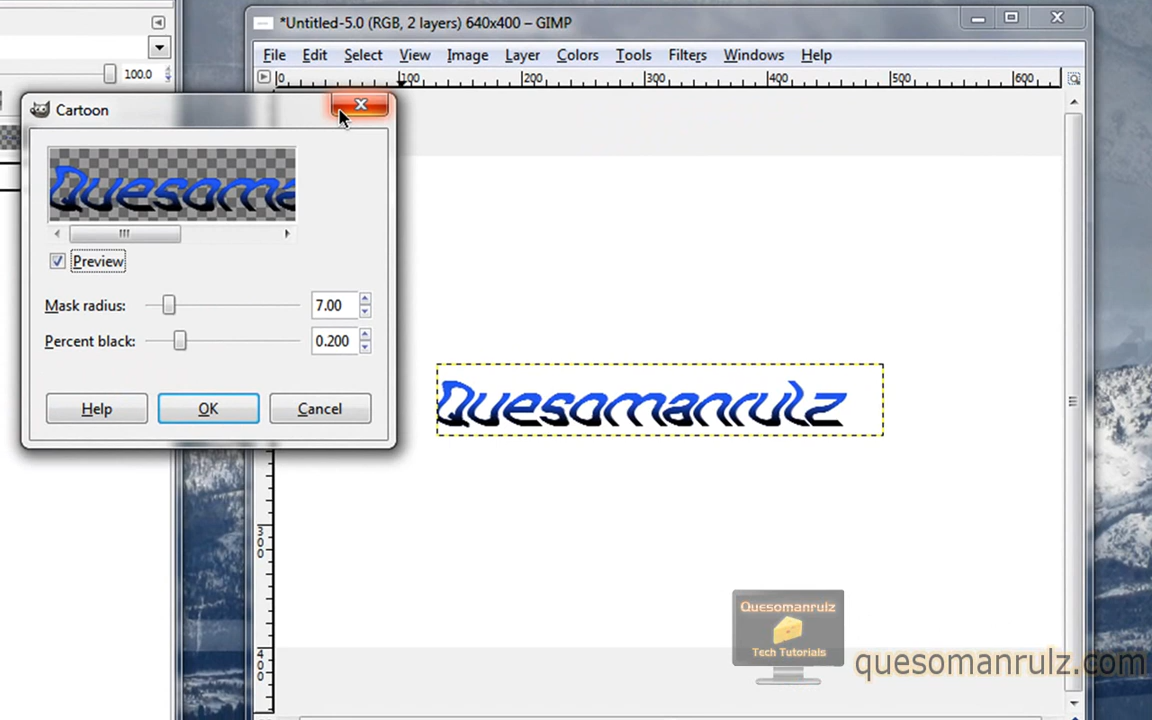 *Untitled-5.0 (RGB, 2 layers) 640x400 – GIMP
File Edit Select View Image Layer Colors Tools Filters Windows Help
100.0
0 100 200 300 400 500 600
Cartoon
Quesoma
Preview
Mask radius: 7.00
Percent black: 0.200
Help OK Cancel
Quesomanrulz
300
400
Quesomanrulz
Tech Tutorials
quesomanrulz.com